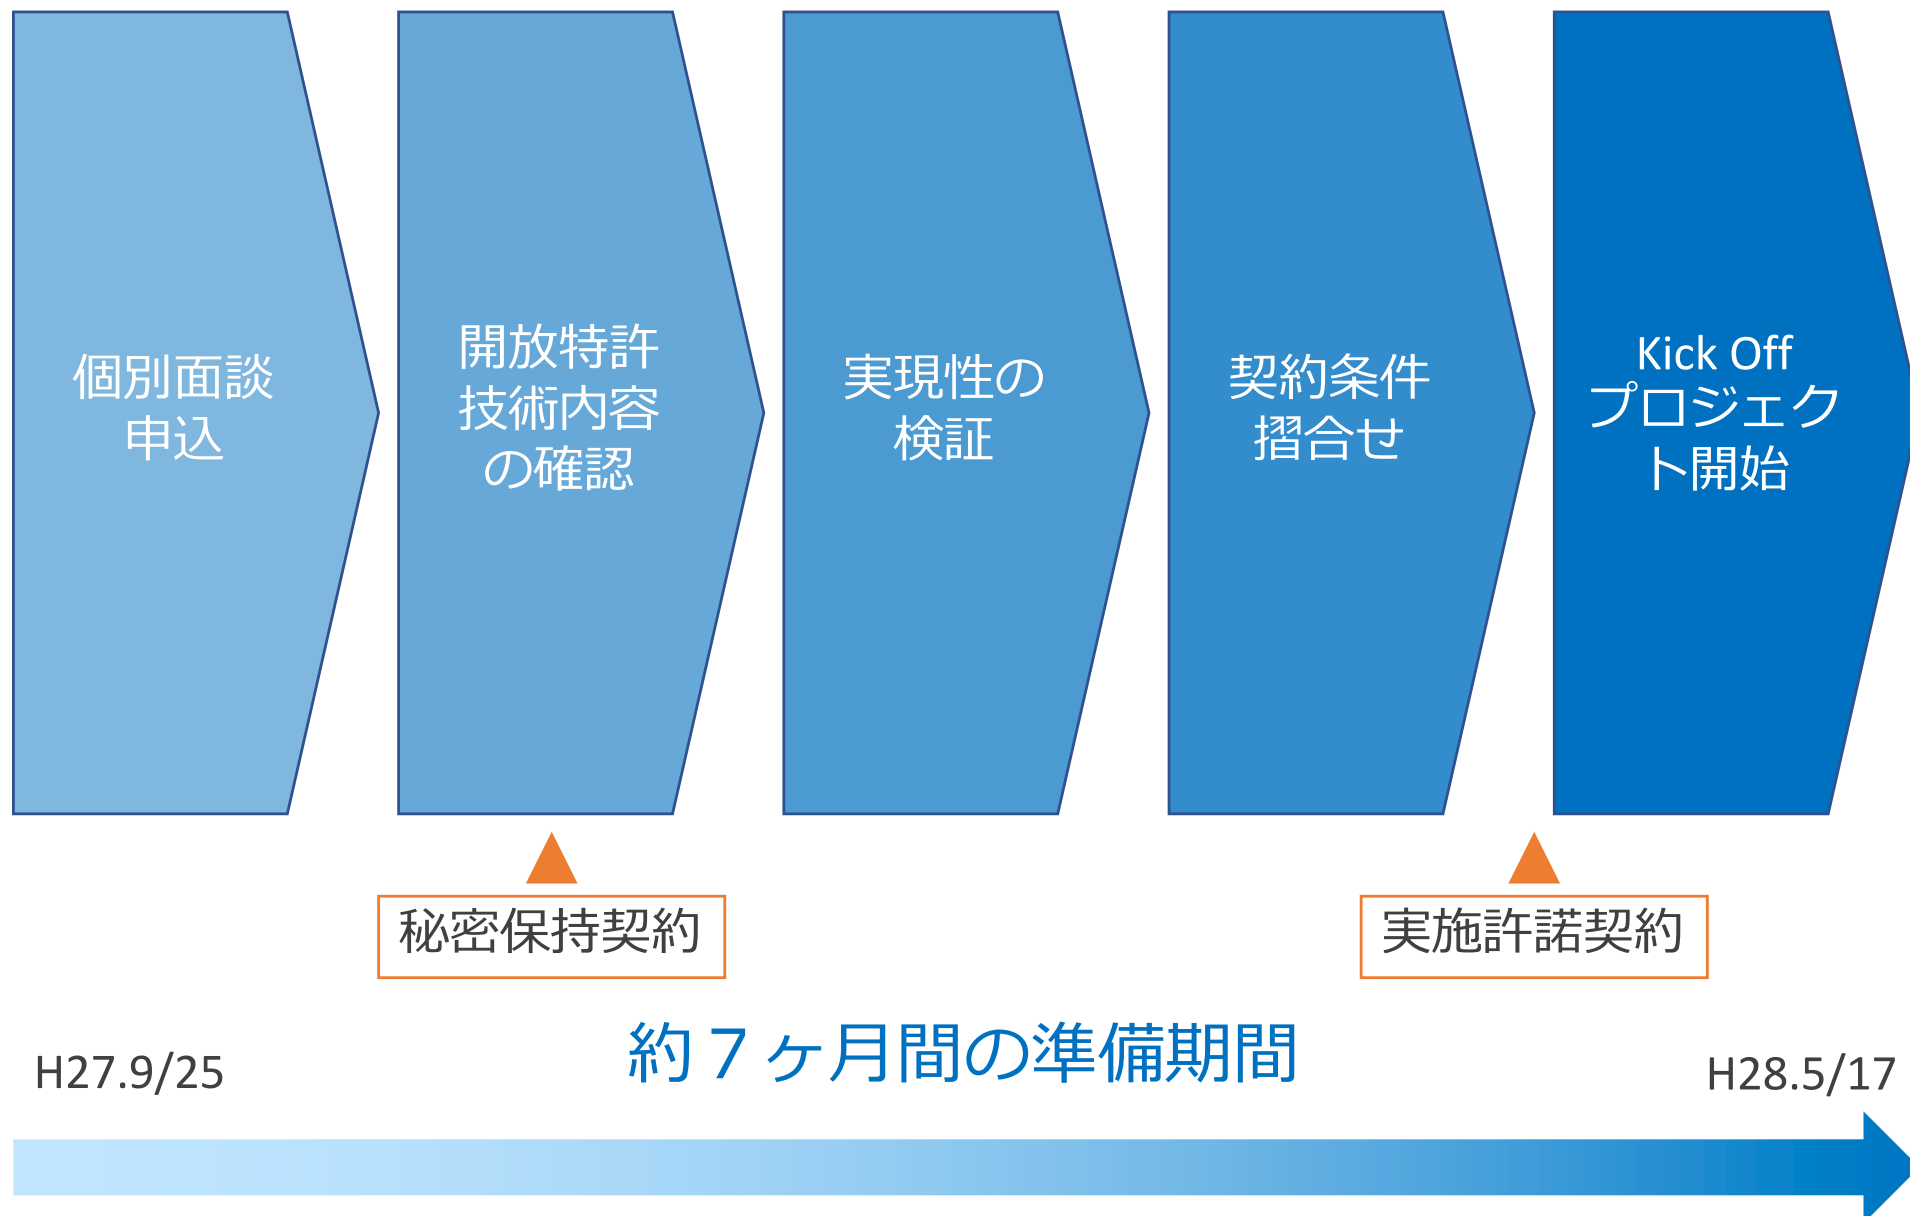 個別面談
申込
開放特許
技術内容
の確認
実現性の
検証
契約条件
摺合せ
Kick Off
プロジェク
ト開始
秘密保持契約
実施許諾契約
約７ヶ月間の準備期間
H27.9/25
H28.5/17